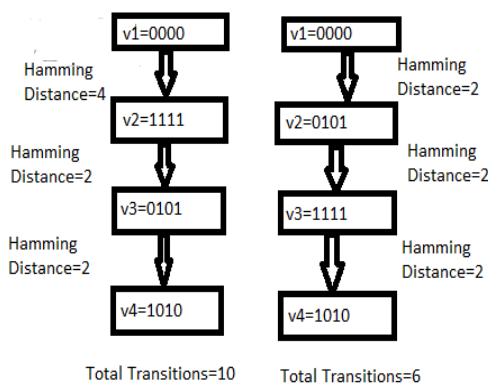 v1=0000
Hamming
Distance=4
v2=1111
Hamming
Distance=2
v3=0101
Hamming
Distance=2
v4=1010
Total Transitions=10
v1=0000
Hamming
Distance=2
v2=0101
Hamming
Distance=2
v3=1111
Hamming
Distance=2
v4=1010
Total Transitions=6